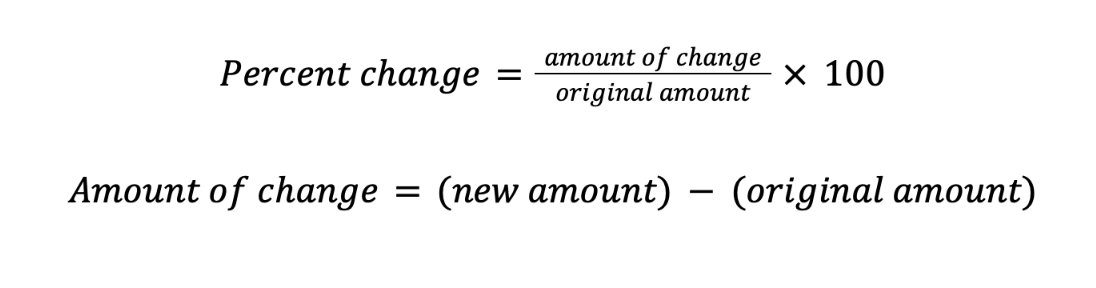 Percent change = amount of change / original amount × 100
Amount of change = (new amount) − (original amount)